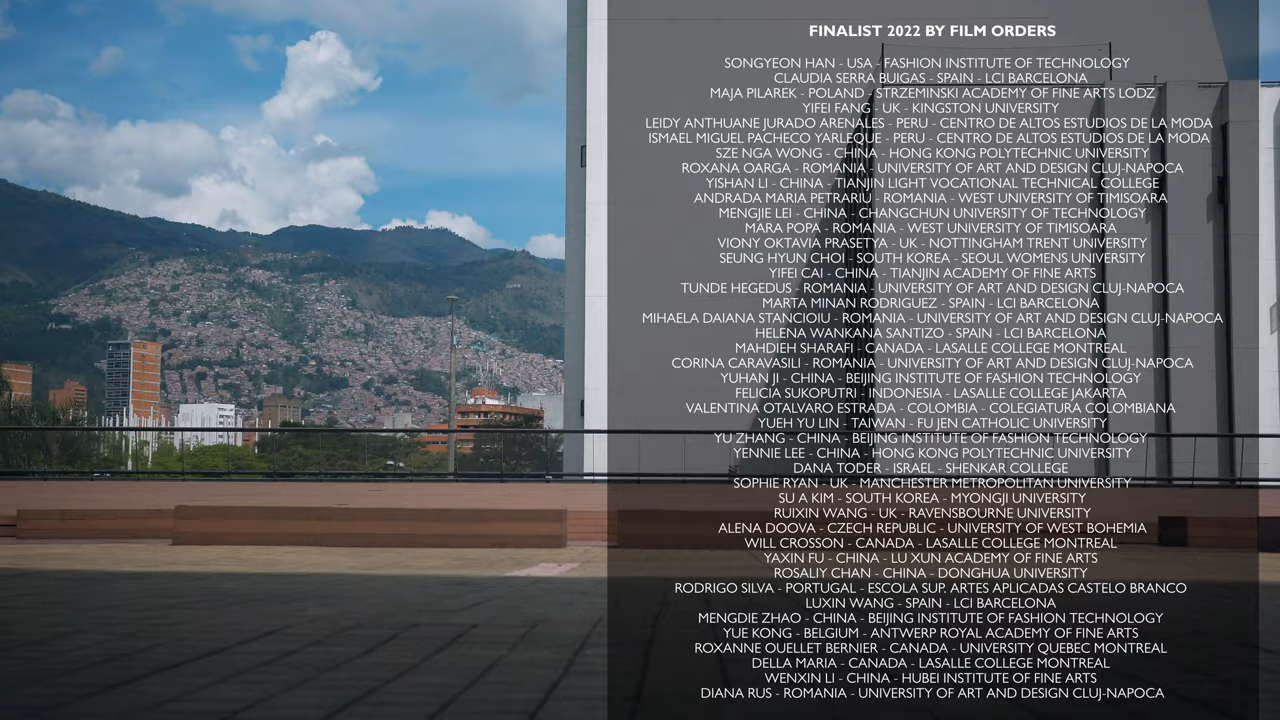 FINALIST 2022 BY FILM ORDERS
SONGYEON HAN - USA - FASHION INSTITUTE OF TECHNOLOGY
CLAUDIA SERRA BUIGAS - SPAIN - LCI BARCELONA
MAJA PILAREK - POLAND - STRZEMINSKI ACADEMY OF FINE ARTS LODZ
YIFEI FANG - UK - KINGSTON UNIVERSITY
LEIDY ANTHUANE JURADO ARENALES - PERU - CENTRO DE ALTOS ESTUDIOS DE LA MODA
ISMAEL MIGUEL PACHECO YARLEQUE - PERU - CENTRO DE ALTOS ESTUDIOS DE LA MODA
SZE NGA WONG - CHINA - HONG KONG POLYTECHNIC UNIVERSITY
ROXANA OARGA - ROMANIA - UNIVERSITY OF ART AND DESIGN CLUJ-NAPOCA
YISHAN LI - CHINA - TIANJIN LIGHT VOCATIONAL TECHNICAL COLLEGE
ANDRADA MARIA PETRARIU - ROMANIA - WEST UNIVERSITY OF TIMISOARA
MENGJIE LEI - CHINA - CHANGCHUN UNIVERSITY OF TECHNOLOGY
MARA POPA - ROMANIA - WEST UNIVERSITY OF TIMISOARA
VIONY OKTAVIA PRASETYA - UK - NOTTINGHAM TRENT UNIVERSITY
SEUNG HYUN CHOI - SOUTH KOREA - SEOUL WOMENS UNIVERSITY
YIFEI CAI - CHINA - TIANJIN ACADEMY OF FINE ARTS
TUNDE HEGEDUS - ROMANIA - UNIVERSITY OF ART AND DESIGN CLUJ-NAPOCA
MARTA MINAN RODRIGUEZ - SPAIN - LCI BARCELONA
MIHAELA DAIANA STANCIOIU - ROMANIA - UNIVERSITY OF ART AND DESIGN CLUJ-NAPOCA
HELENA WANKANA SANTIZO - SPAIN - LCI BARCELONA
MAHDIEH SHARAFI - CANADA - LASALLE COLLEGE MONTREAL
CORINA CARAVASILI - ROMANIA - UNIVERSITY OF ART AND DESIGN CLUJ-NAPOCA
YUHAN JI - CHINA - BEIJING INSTITUTE OF FASHION TECHNOLOGY
FELICIA SUKOPUTRI - INDONESIA - LASALLE COLLEGE JAKARTA
VALENTINA OTALVARO ESTRADA - COLOMBIA - COLEGIATURA COLOMBIANA
YUEH YU LIN - TAIWAN - FU JEN CATHOLIC UNIVERSITY
YU ZHANG - CHINA - BEIJING INSTITUTE OF FASHION TECHNOLOGY
YENNIE LEE - CHINA - HONG KONG POLYTECHNIC UNIVERSITY
DANA TODER - ISRAEL - SHENKAR COLLEGE
SOPHIE RYAN - UK - MANCHESTER METROPOLITAN UNIVERSITY
SU A KIM - SOUTH KOREA - MYONGJI UNIVERSITY
RUIXIN WANG - UK - RAVENSBOURNE UNIVERSITY
ALENA DOOVA - CZECH REPUBLIC - UNIVERSITY OF WEST BOHEMIA
WILL CROSSON - CANADA - LASALLE COLLEGE MONTREAL
YAXIN FU - CHINA - LU XUN ACADEMY OF FINE ARTS
ROSALIY CHAN - CHINA - DONGHUA UNIVERSITY
RODRIGO SILVA - PORTUGAL - ESCOLA SUP. ARTES APLICADAS CASTELO BRANCO
LUXIN WANG - SPAIN - LCI BARCELONA
MENGDIE ZHAO - CHINA - BEIJING INSTITUTE OF FASHION TECHNOLOGY
YUE KONG - BELGIUM - ANTWERP ROYAL ACADEMY OF FINE ARTS
ROXANNE OUELLET BERNIER - CANADA - UNIVERSITY QUEBEC MONTREAL
DELLA MARIA - CANADA - LASALLE COLLEGE MONTREAL
WENXIN LI - CHINA - HUBEI INSTITUTE OF FINE ARTS
DIANA RUS - ROMANIA - UNIVERSITY OF ART AND DESIGN CLUJ-NAPOCA